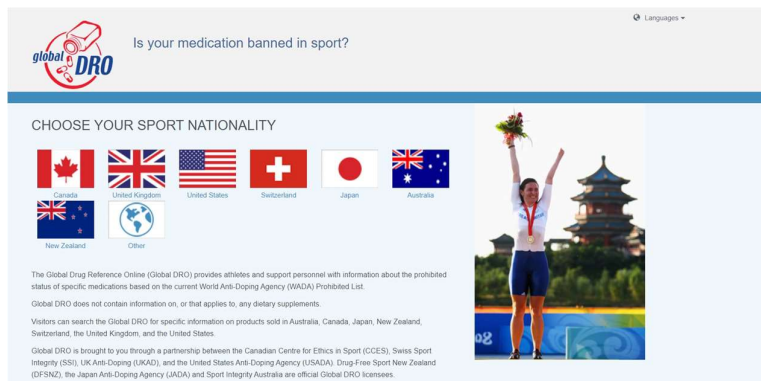 Languages
global
DRO
Is your medication banned in sport?
CHOOSE YOUR SPORT NATIONALITY
Canada
United Kingdom
United States
Switzerland
Japan
Australia
New Zealand
Other
The Global Drug Reference Online (Global DRO) provides athletes and support personnel with information about the prohibited
status of specific medications based on the current World Anti-Doping Agency (WADA) Prohibited List.
Global DRO does not contain information on, or that applies to, any dietary supplements.
Visitors can search the Global DRO for specific information on products sold in Australia, Canada, Japan, New Zealand,
Switzerland, the United Kingdom, and the United States.
Global DRO is brought to you through a partnership between the Canadian Centre for Ethics in Sport (CCES), Swiss Sport
Integrity (SSI), UK Anti-Doping (UKAD), and the United States Anti-Doping Agency (USADA). Drug-Free Sport New Zealand
(DFSNZ), the Japan Anti-Doping Agency (JADA) and Sport Integrity Australia are official Global DRO licensees.